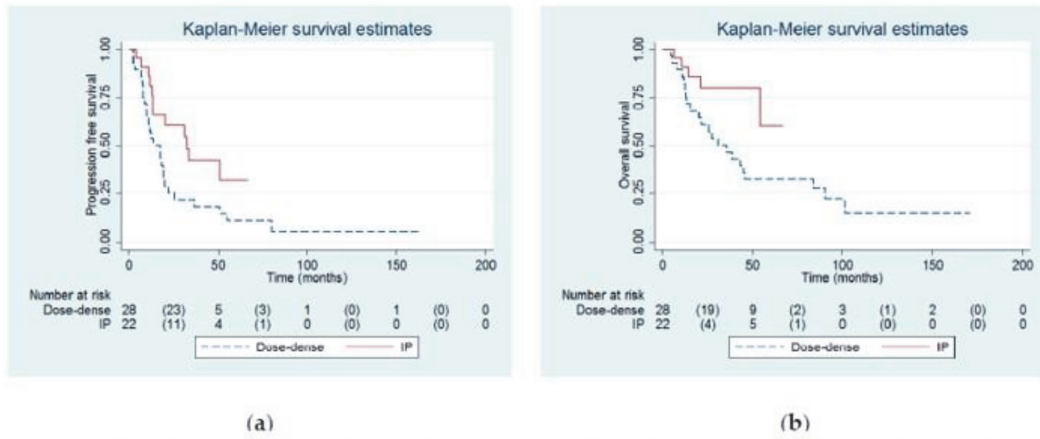 Kaplan-Meier survival estimates
Progression free survival
1.00
0.75
0.50
0.25
0.00
0 50 100 150 200
Time (months)
Number at risk
Dose-dense 28 (23) 5 (3) 1 (0) 1 (0) 0
IP 22 (11) 4 (1) 0 (0) 0 (0) 0
Dose-dense IP
(a)
Kaplan-Meier survival estimates
Overall survival
1.00
0.75
0.50
0.25
0.00
0 50 100 150 200
Time (months)
Number at risk
Dose-dense 28 (19) 9 (2) 3 (1) 2 (0) 0
IP 22 (4) 5 (1) 0 (0) 0 (0) 0
Dose-dense IP
(b)